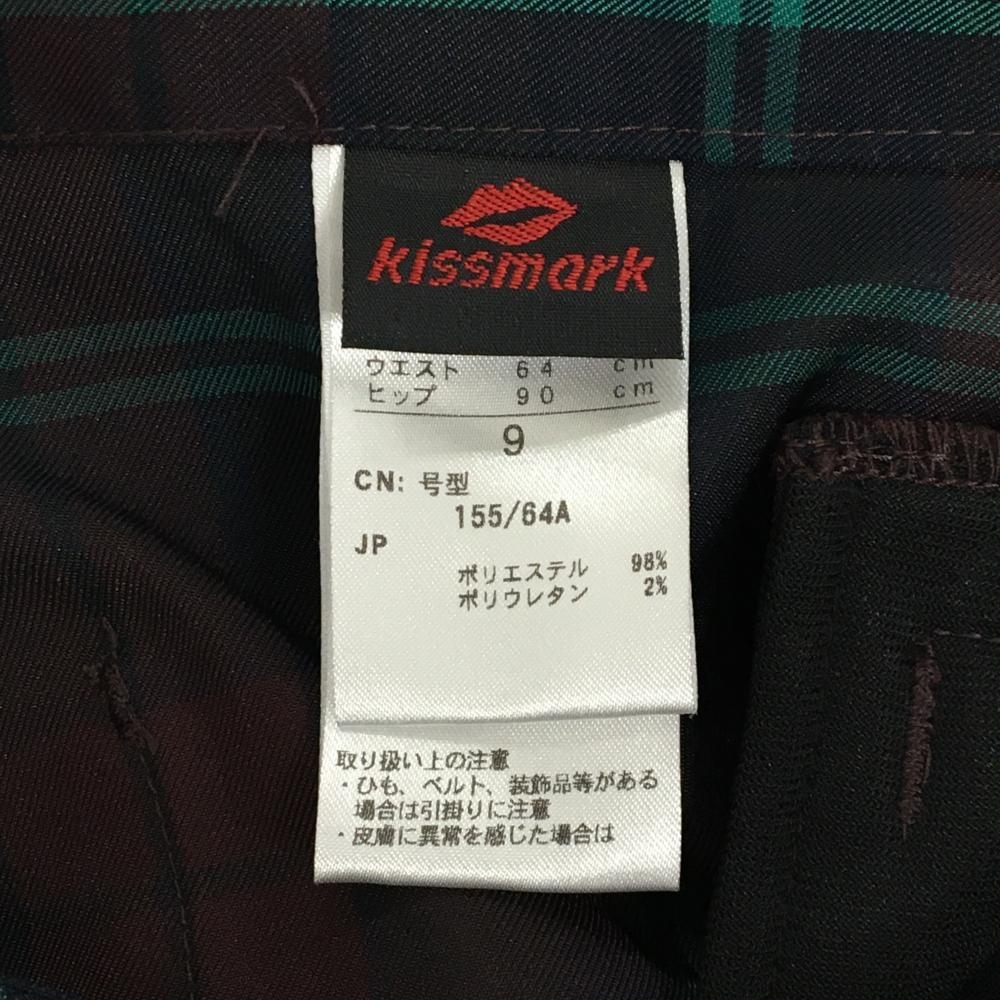 kissmark
ウエスト 64 cm
ヒップ 90 cm
9
CN: 号型
155/64A
JP
ポリエステル 98%
ポリウレタン 2%
取り扱い上の注意
・ひも、ベルト、装飾品等がある
場合は引掛りに注意
・皮膚に異常を感じた場合は